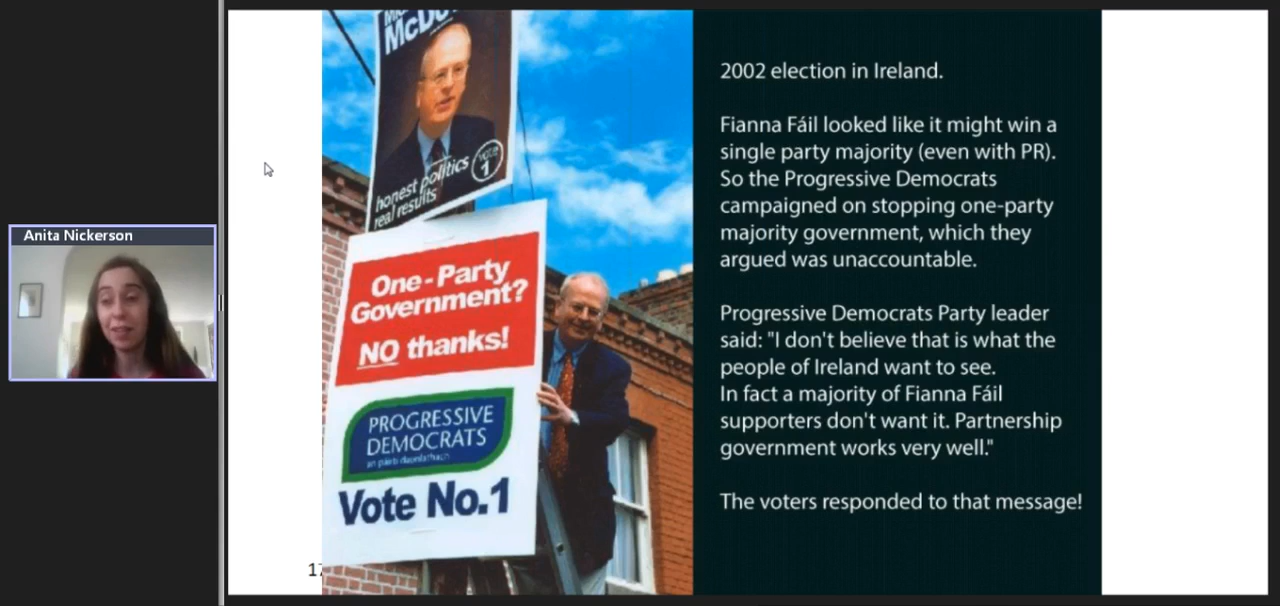 Anita Nickerson
McDo
honest politics
real results
vote
1
One-Party
Government?
NO thanks!
PROGRESSIVE
DEMOCRATS
Vote No.1
17
2002 election in Ireland.
Fianna Fáil looked like it might win a
single party majority (even with PR).
So the Progressive Democrats
campaigned on stopping one-party
majority government, which they
argued was unaccountable.
Progressive Democrats Party leader
said: "I don't believe that is what the
people of Ireland want to see.
In fact a majority of Fianna Fáil
supporters don't want it. Partnership
government works very well."
The voters responded to that message!